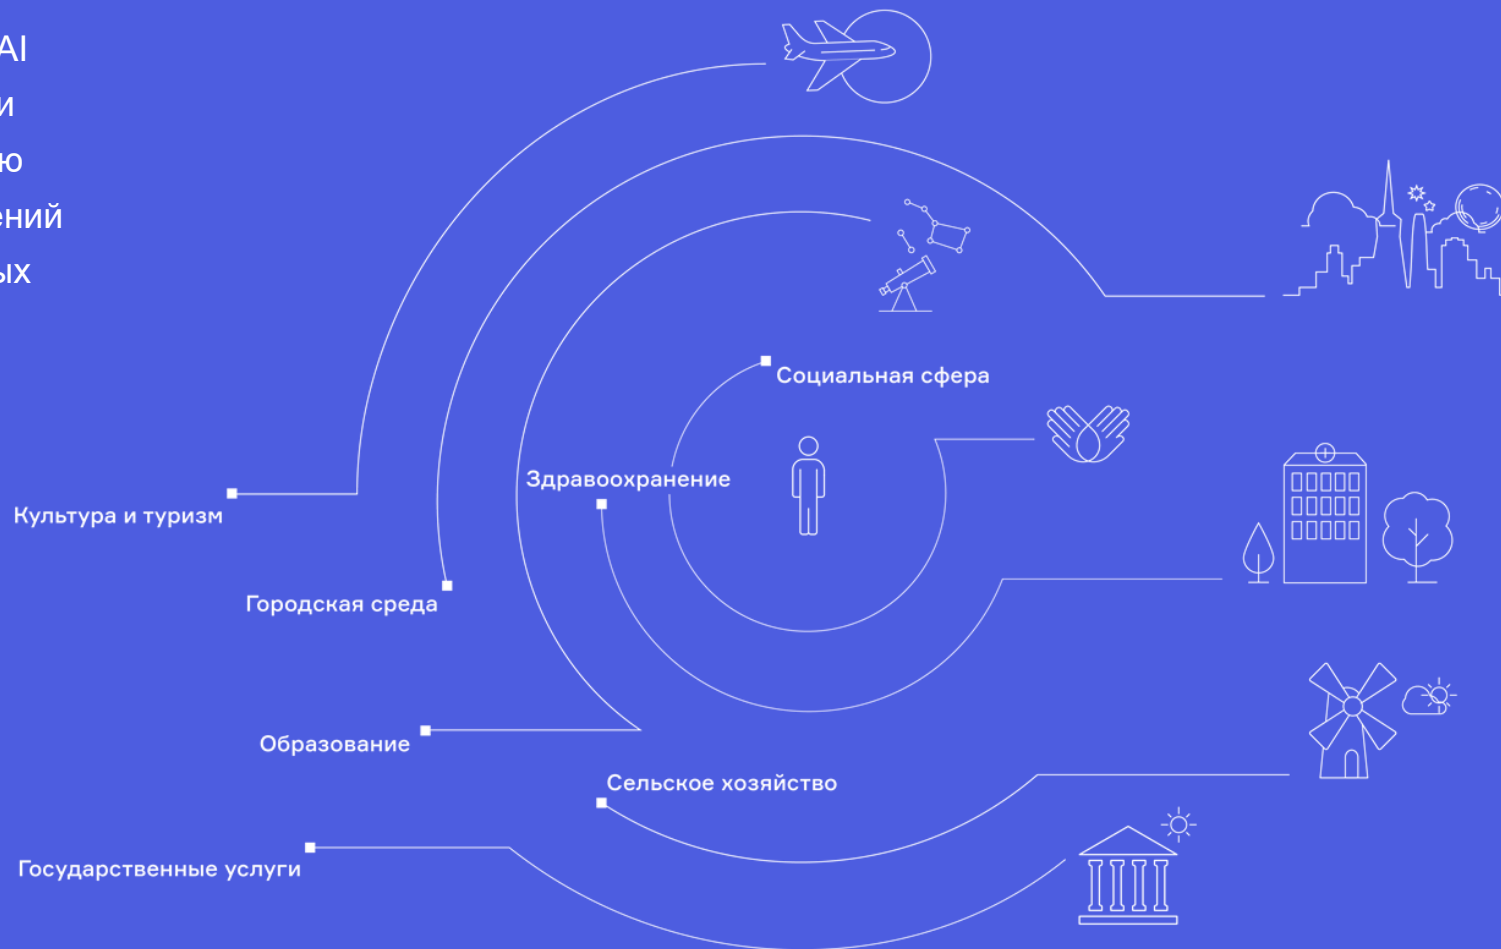 AI
и
ю
ений
ых
Социальная сфера
Здравоохранение
Культура и туризм
Городская среда
Образование
Сельское хозяйство
Государственные услуги